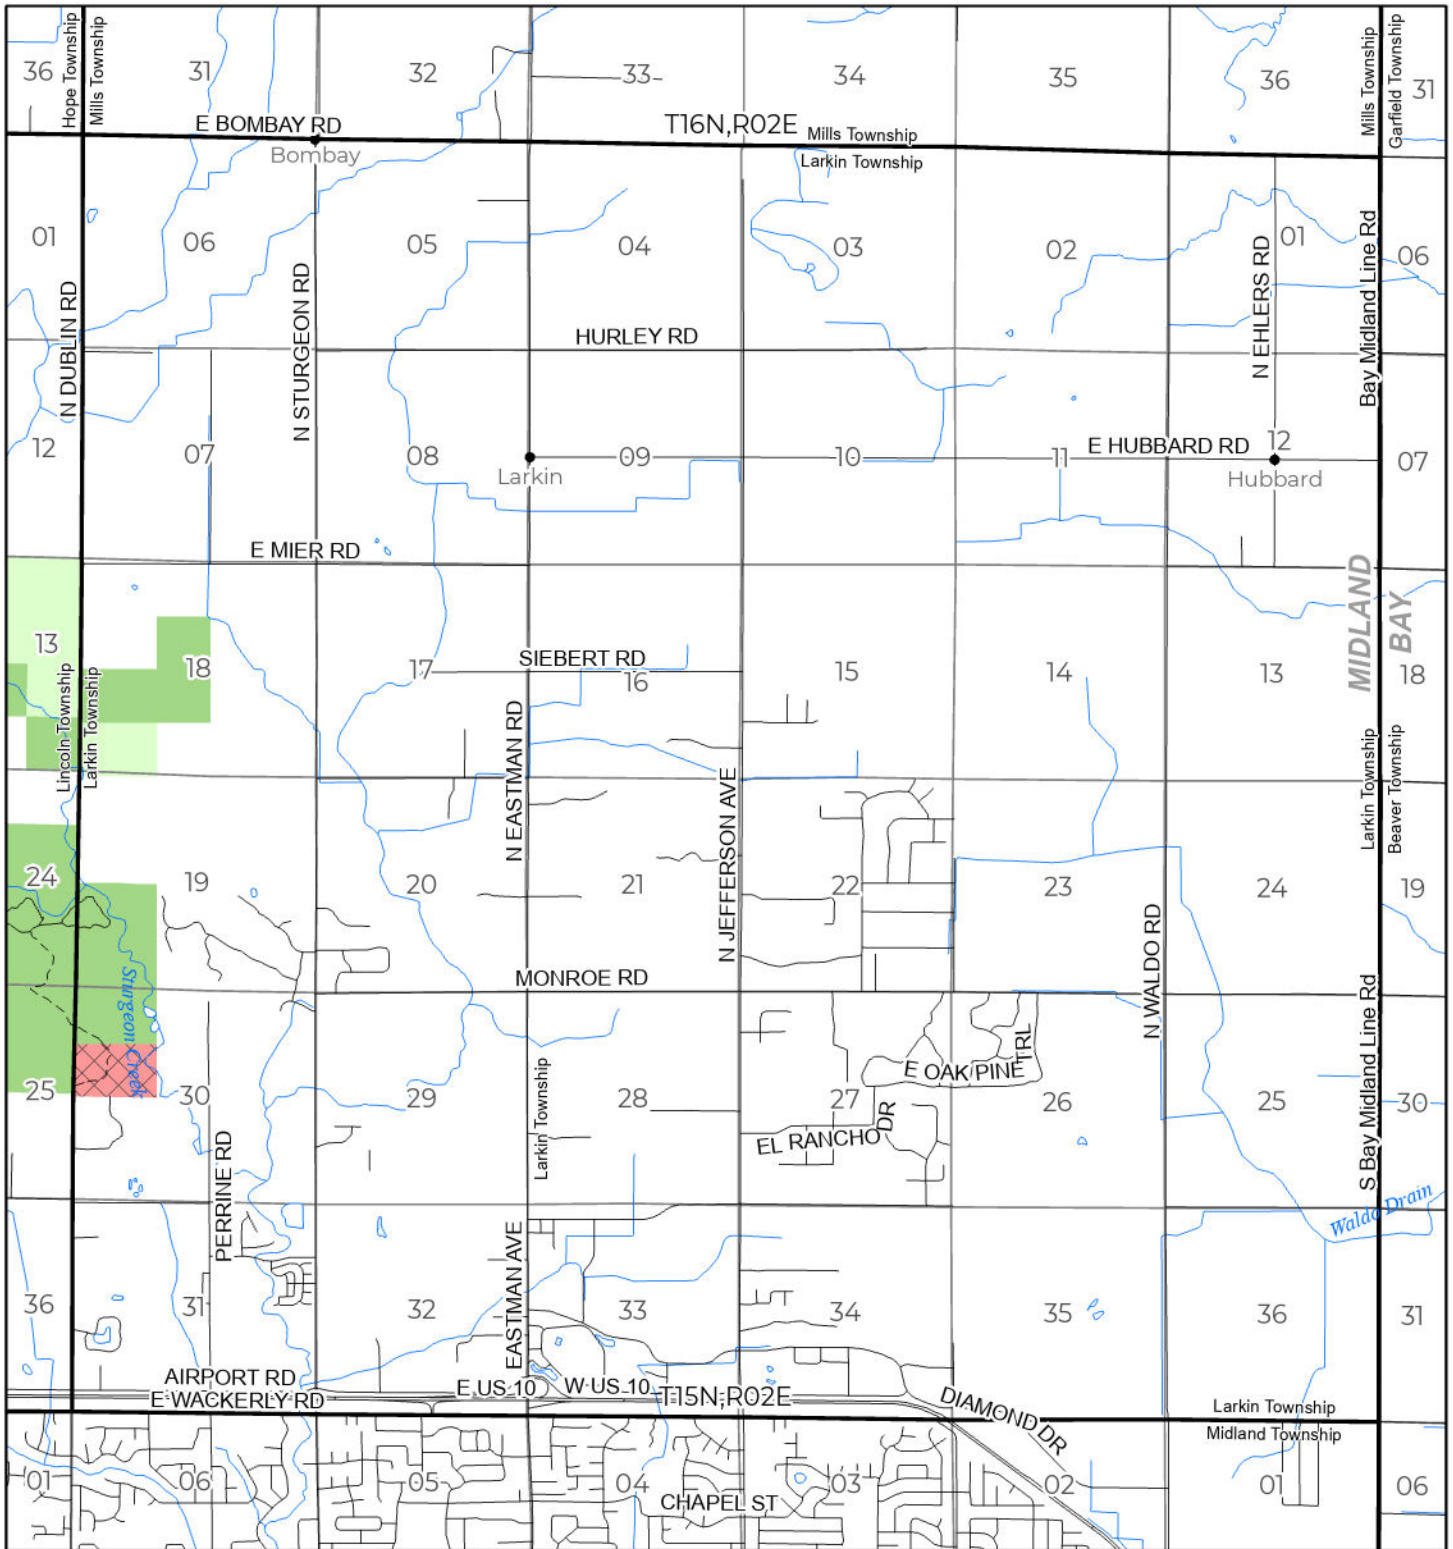 36
Hope Township
Mills Township
31
32
33
34
35
36
Mills Township
Garfield Township
31
E BOMBAY RD
T16N,R02E
Mills Township
Bombay
Larkin Township
01
06
05
04
03
02
01
06
N DUBLIN RD
N STURGEON RD
N EHLERS RD
Bay Midland Line Rd
HURLEY RD
12
07
08
09
10
11
E HUBBARD RD
12
07
Larkin
Hubbard
E MIER RD
MIDLAND
BAY
13
18
17
SIEBERT RD
16
15
14
13
18
Lincoln Township
Larkin Township
N EASTMAN RD
N JEFFERSON AVE
Larkin Township
Beaver Township
24
19
20
21
22
23
24
19
N WALDO RD
Sturgeon Creek
MONROE RD
S Bay Midland Line Rd
E OAK PINE
TRL
25
30
29
28
27
26
25
30
Larkin Township
EL RANCHO
DR
PERRINE RD
Waldo Drain
EASTMAN AVE
36
31
32
33
34
35
36
31
AIRPORT RD
E US 10
W US 10
T15N,R02E
E WACKERLY RD
DIAMOND DR
Larkin Township
Midland Township
01
06
05
04
03
02
01
06
CHAPEL ST